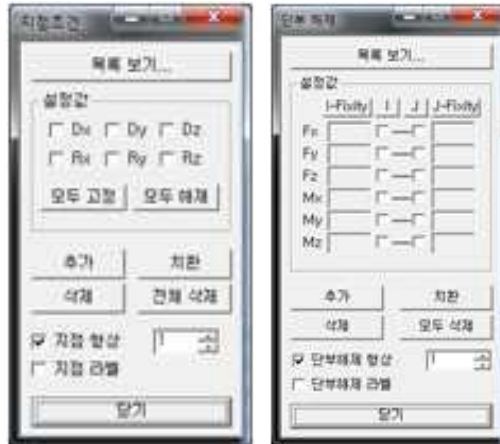 지점조건
목록 보기...
설정값
Dx Dy Dz
Rx Ry Rz
모두 고정 모두 해제
추가 치환
삭제 전체 삭제
지점 형상 1
지점 라벨
닫기
단부 해제
목록 보기...
설정값
I-Fixity I J J-Fixity
Fx
Fy
Fz
Mx
My
Mz
추가 치환
삭제 모두 삭제
단부해제 형상 1
단부해제 라벨
닫기